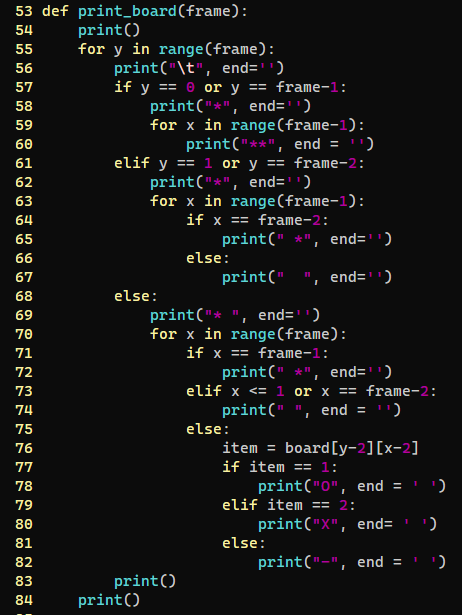 53 def print_board(frame):
54     print()
55     for y in range(frame):
56         print("\t", end='')
57         if y == 0 or y == frame-1:
58             print("*", end='')
59             for x in range(frame-1):
60                 print("**", end = '')
61         elif y == 1 or y == frame-2:
62             print("*", end='')
63             for x in range(frame-1):
64                 if x == frame-2:
65                     print(" *", end='')
66                 else:
67                     print("  ", end='')
68         else:
69             print("* ", end='')
70             for x in range(frame):
71                 if x == frame-1:
72                     print(" *", end='')
73                 elif x <= 1 or x == frame-2:
74                     print(" ", end = '')
75                 else:
76                     item = board[y-2][x-2]
77                     if item == 1:
78                         print("O", end = ' ')
79                     elif item == 2:
80                         print("X", end= ' ')
81                     else:
82                         print("-", end = ' ')
83         print()
84     print()